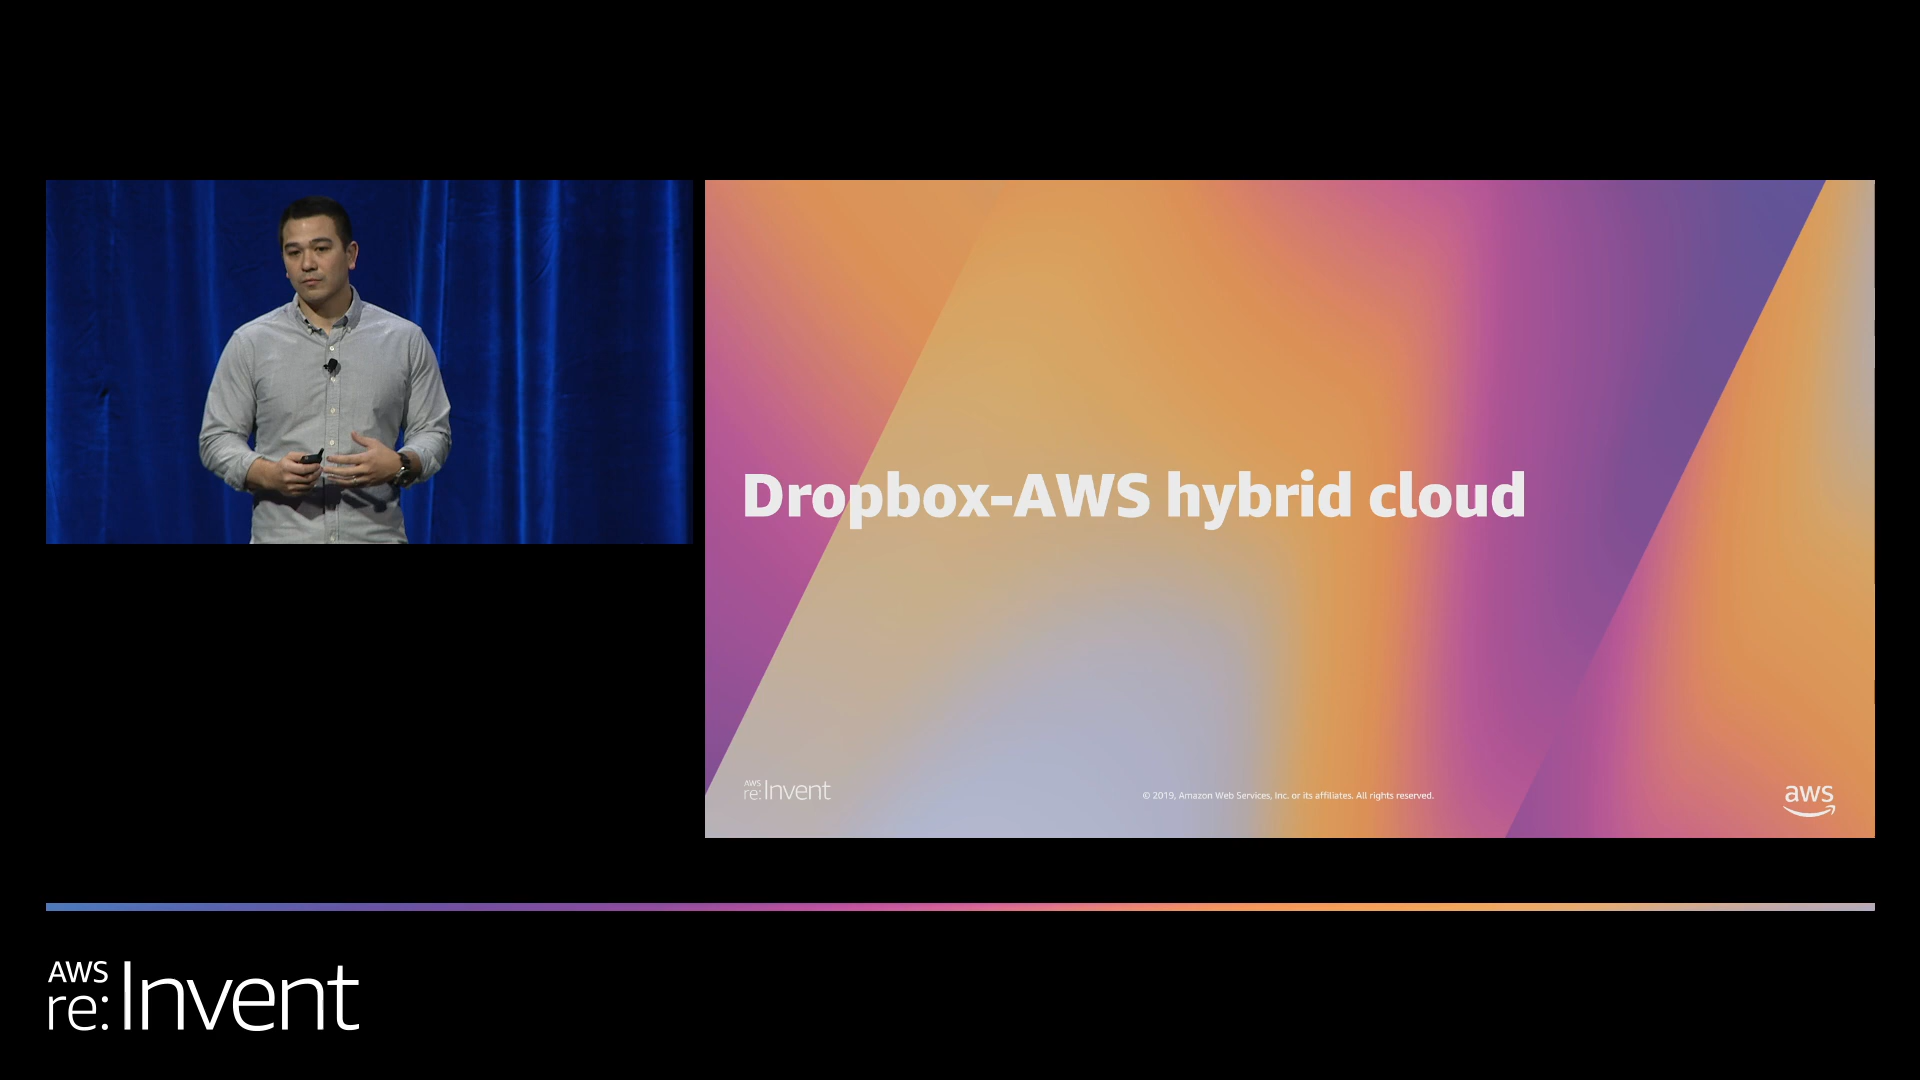 Dropbox-AWS hybrid cloud
AWS
re:Invent
© 2019, Amazon Web Services, Inc. or its affiliates. All rights reserved.
aws
AWS
re:Invent